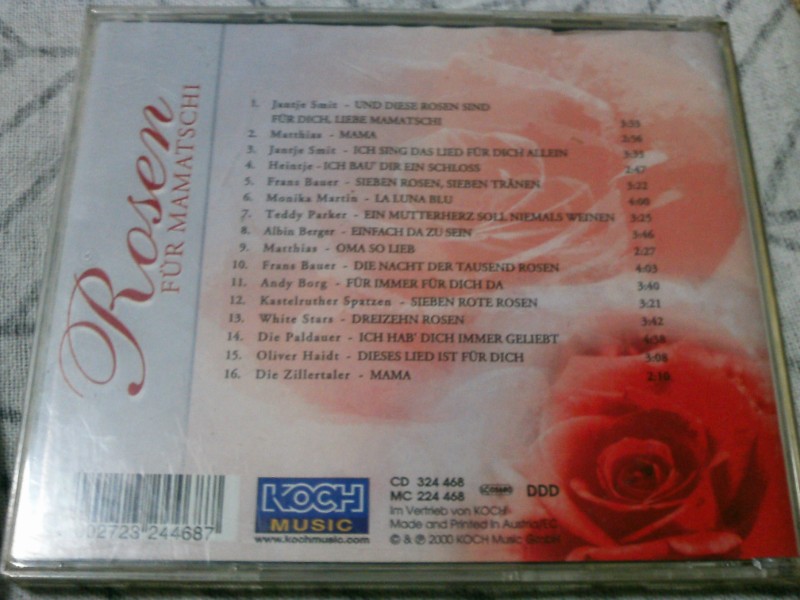 Rosen
FÜR MAMATSCHI
1. Jantje Smit - UND DIESE ROSEN SIND
FÜR DICH, LIEBE MAMATSCHI 3:55
2. Matthias - MAMA 2:56
3. Jantje Smit - ICH SING DAS LIED FÜR DICH ALLEIN 3:35
4. Heintje - ICH BAU' DIR EIN SCHLOSS 2:47
5. Frans Bauer - SIEBEN ROSEN, SIEBEN TRÄNEN 3:22
6. Monika Martin - LA LUNA BLU 4:00
7. Teddy Parker - EIN MUTTERHERZ SOLL NIEMALS WEINEN 3:25
8. Albin Berger - EINFACH DA ZU SEIN 3:46
9. Matthias - OMA SO LIEB 2:27
10. Frans Bauer - DIE NACHT DER TAUSEND ROSEN 4:03
11. Andy Borg - FÜR IMMER FÜR DICH DA 3:40
12. Kastelruther Spatzen - SIEBEN ROTE ROSEN 3:21
13. White Stars - DREIZEHN ROSEN 3:42
14. Die Paldauer - ICH HAB' DICH IMMER GELIEBT
15. Oliver Haidt - DIESES LIED IST FÜR DICH 3:08
16. Die Zillertaler - MAMA 2:10
002723 244687
KOCH
MUSIC
www.kochmusic.com
CD 324 468
MC 224 468
DDD
Im Vertrieb von KOCH
Made and Printed in Austria/EC
© & ℗ 2000 KOCH Music GmbH